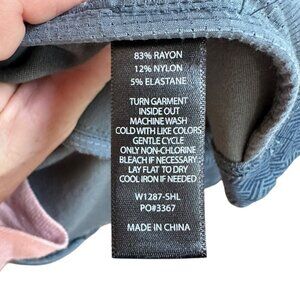 83% RAYON
12% NYLON
5% ELASTANE
TURN GARMENT
INSIDE OUT
MACHINE WASH
COLD WITH LIKE COLORS
GENTLE CYCLE
ONLY NON-CHLORINE
BLEACH IF NECESSARY
LAY FLAT TO DRY
COOL IRON IF NEEDED
W1287-5HL
PO#3367
MADE IN CHINA